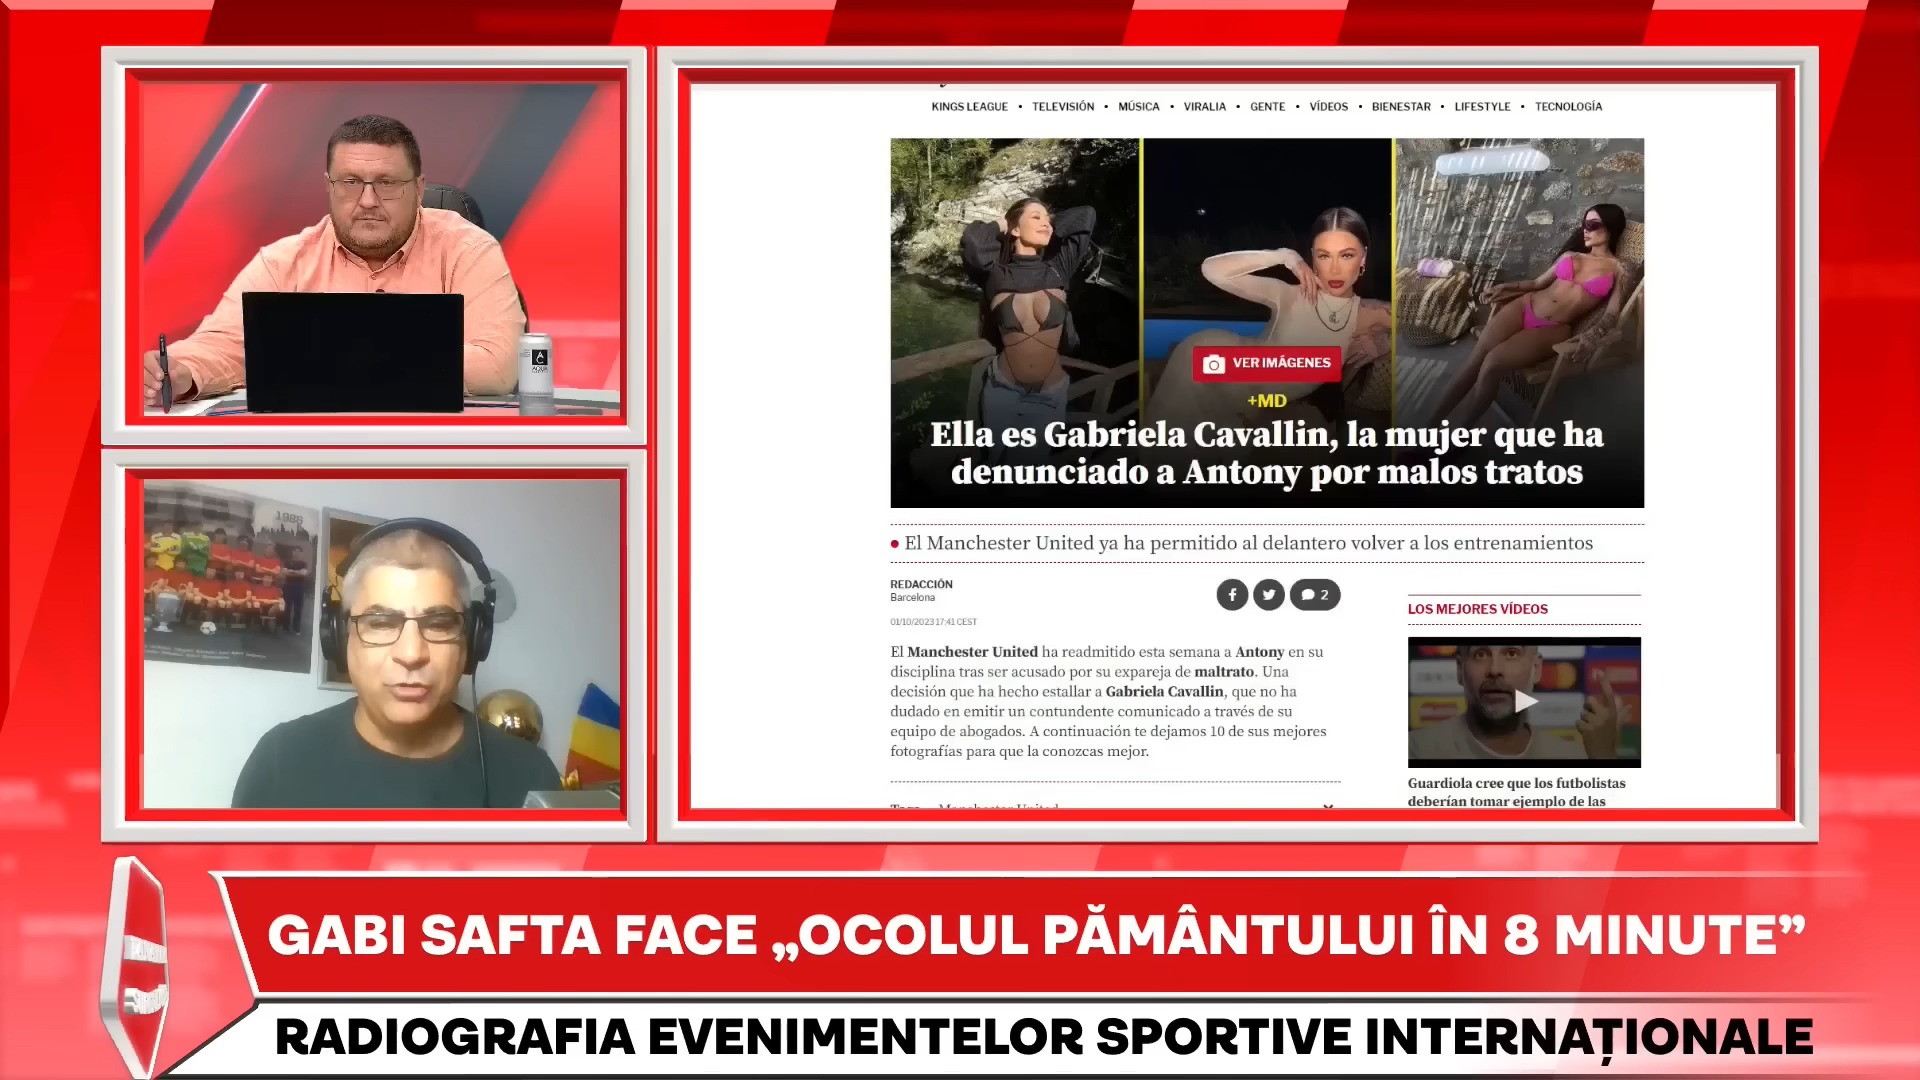 KINGS LEAGUE • TELEVISIÓN • MÚSICA • VIRALIA • GENTE • VÍDEOS • BIENESTAR • LIFESTYLE • TECNOLOGÍA
VER IMÁGENES
+MD
Ella es Gabriela Cavallin, la mujer que ha
denunciado a Antony por malos tratos
El Manchester United ya ha permitido al delantero volver a los entrenamientos
REDACCIÓN
Barcelona
01/10/2023 17:41 CEST
2
El Manchester United ha readmitido esta semana a Antony en su
disciplina tras ser acusado por su expareja de maltrato. Una
decisión que ha hecho estallar a Gabriela Cavallin, que no ha
dudado en emitir un contundente comunicado a través de su
equipo de abogados. A continuación te dejamos 10 de sus mejores
fotografías para que la conozcas mejor.
LOS MEJORES VÍDEOS
Guardiola cree que los futbolistas
deberían tomar ejemplo de las
1986
GABI SAFTA FACE „OCOLUL PĂMÂNTULUI ÎN 8 MINUTE”
RADIOGRAFIA EVENIMENTELOR SPORTIVE INTERNAȚIONALE